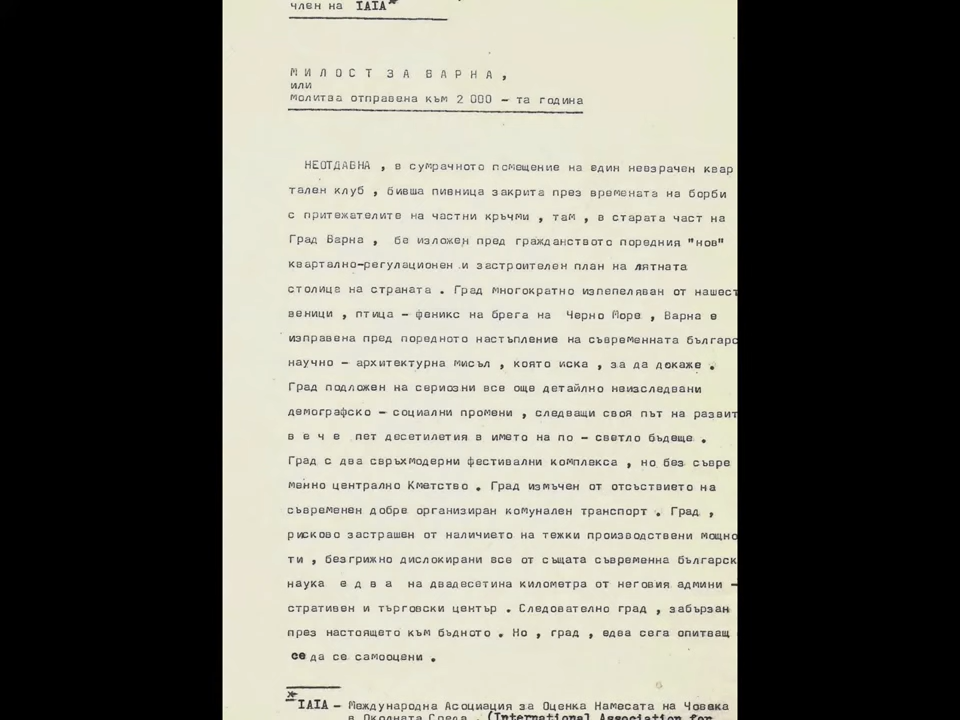 член на IAIA*
М И Л О С Т З А В А Р Н А ,
или
Молитва отправена към 2 000 – та година
НЕОТДАВНА , в сумрачното помещение на един невзрачен квар
тален клуб , бивша пивница закрита през времената на борби
с притежателите на частни кръчми , там , в старата част на
Град Варна , бе изложен пред гражданството поредния "нов"
квартално-регулационен и застроителен план на лятната
столица на страната . Град многократно изпепеляван от нашест
веници , птица – феникс на брега на Черно Море , Варна е
изправена пред поредното настъпление на съвременната българс
научно – архитектурна мисъл , която иска , за да докаже .
Град подложен на сериозни все още детайлно неизследвани
демографско – социални промени , следващи своя път на развит
в е ч е пет десетилетия в името на по – светло бъдеще .
Град с два свръхмодерни фестивални комплекса , но без съвре
менно централно Кметство . Град измъчен от отсъствието на
съвременен добре организиран комунален транспорт . Град ,
рисково застрашен от наличието на тежки производствени мощно
ти , безгрижно дислокирани все от същата съвременна българск
наука е д в а на двадесетина километра от неговия админи –
стративен и търговски център . Следователно град , забързан
през настоящето към бъдното . Но , град , едва сега опитващ
се да се самооцени .
*IAIA – Международна Асоциация за Оценка Намесата на Човека
в Околната Среда . (International Association for